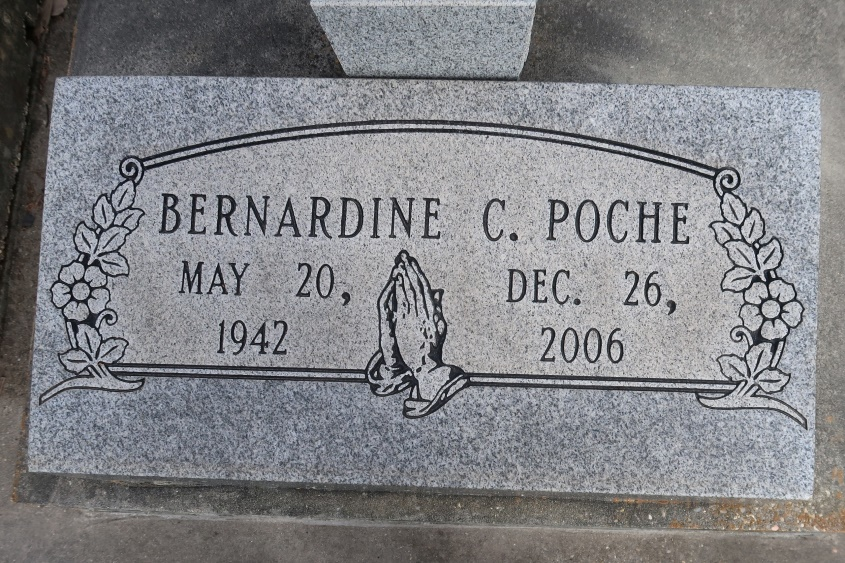 BERNARDINE C. POCHE
MAY 20, DEC. 26,
1942 2006